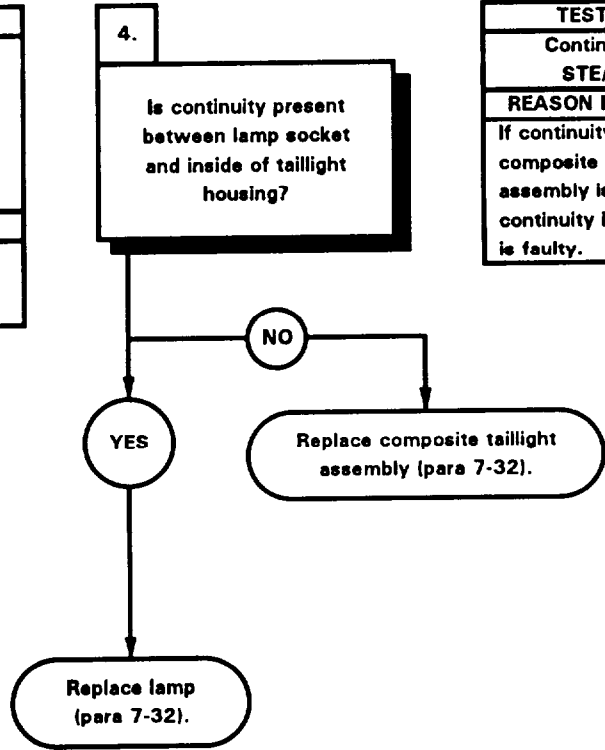 4.
Is continuity present
between lamp socket
and inside of taillight
housing?
TEST
Contin
STEA
REASON
If continuity
composite
assembly is
continuity
is faulty.
NO
YES
Replace composite taillight
assembly (para 7-32).
Replace lamp
(para 7-32).